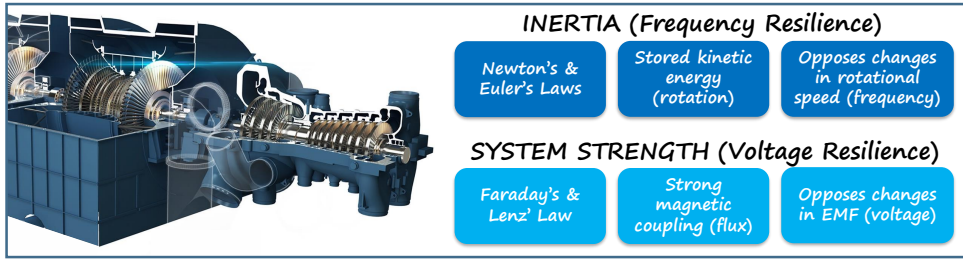 INERTIA (Frequency Resilience)
Newton's &
Euler's Laws
Stored kinetic
energy
(rotation)
Opposes changes
in rotational
speed (frequency)
SYSTEM STRENGTH (Voltage Resilience)
Faraday's &
Lenz' Law
Strong
magnetic
coupling (flux)
Opposes changes
in EMF (voltage)